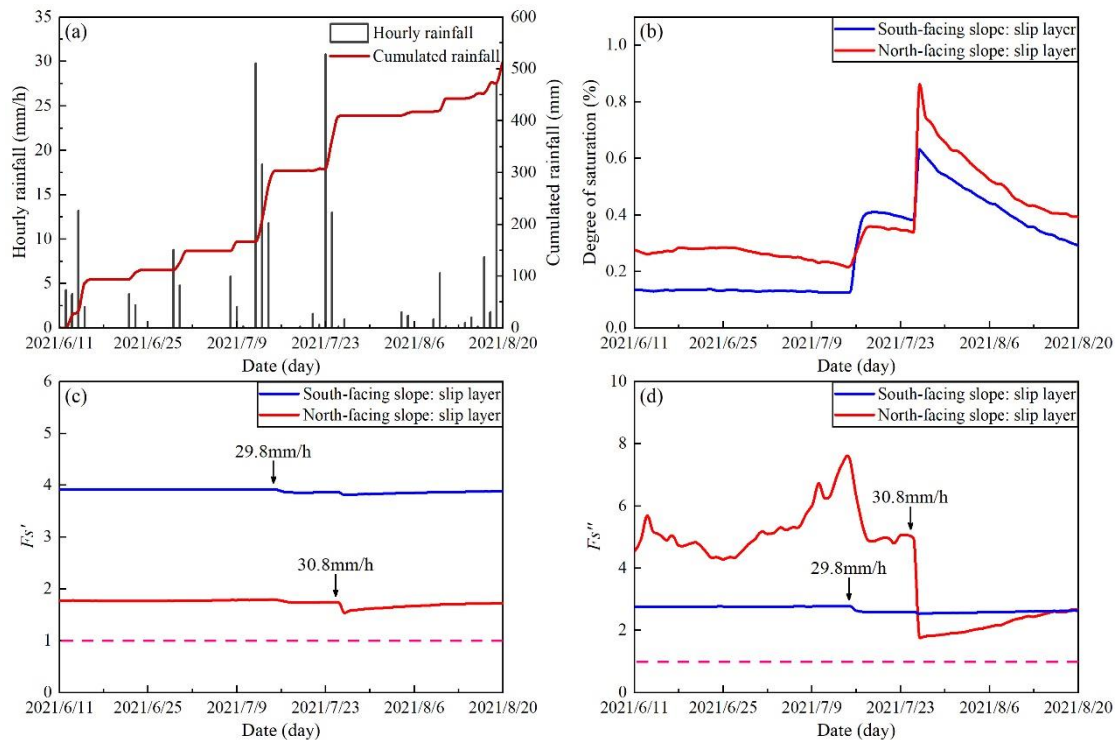 (a)
Hourly rainfall
Cumulated rainfall
Hourly rainfall (mm/h)
35
30
25
20
15
10
5
0
Cumulated rainfall (mm)
600
500
400
300
200
100
0
2021/6/11 2021/6/25 2021/7/9 2021/7/23 2021/8/6 2021/8/20
Date (day)
(b)
South-facing slope: slip layer
North-facing slope: slip layer
Degree of saturation (%)
1.0
0.8
0.6
0.4
0.2
0.0
2021/6/11 2021/6/25 2021/7/9 2021/7/23 2021/8/6 2021/8/20
Date (day)
(c)
South-facing slope: slip layer
North-facing slope: slip layer
29.8mm/h
30.8mm/h
Fs'
6
5
4
3
2
1
0
2021/6/11 2021/6/25 2021/7/9 2021/7/23 2021/8/6 2021/8/20
Date (day)
(d)
South-facing slope: slip layer
North-facing slope: slip layer
30.8mm/h
29.8mm/h
Fs''
10
8
6
4
2
0
2021/6/11 2021/6/25 2021/7/9 2021/7/23 2021/8/6 2021/8/20
Date (day)